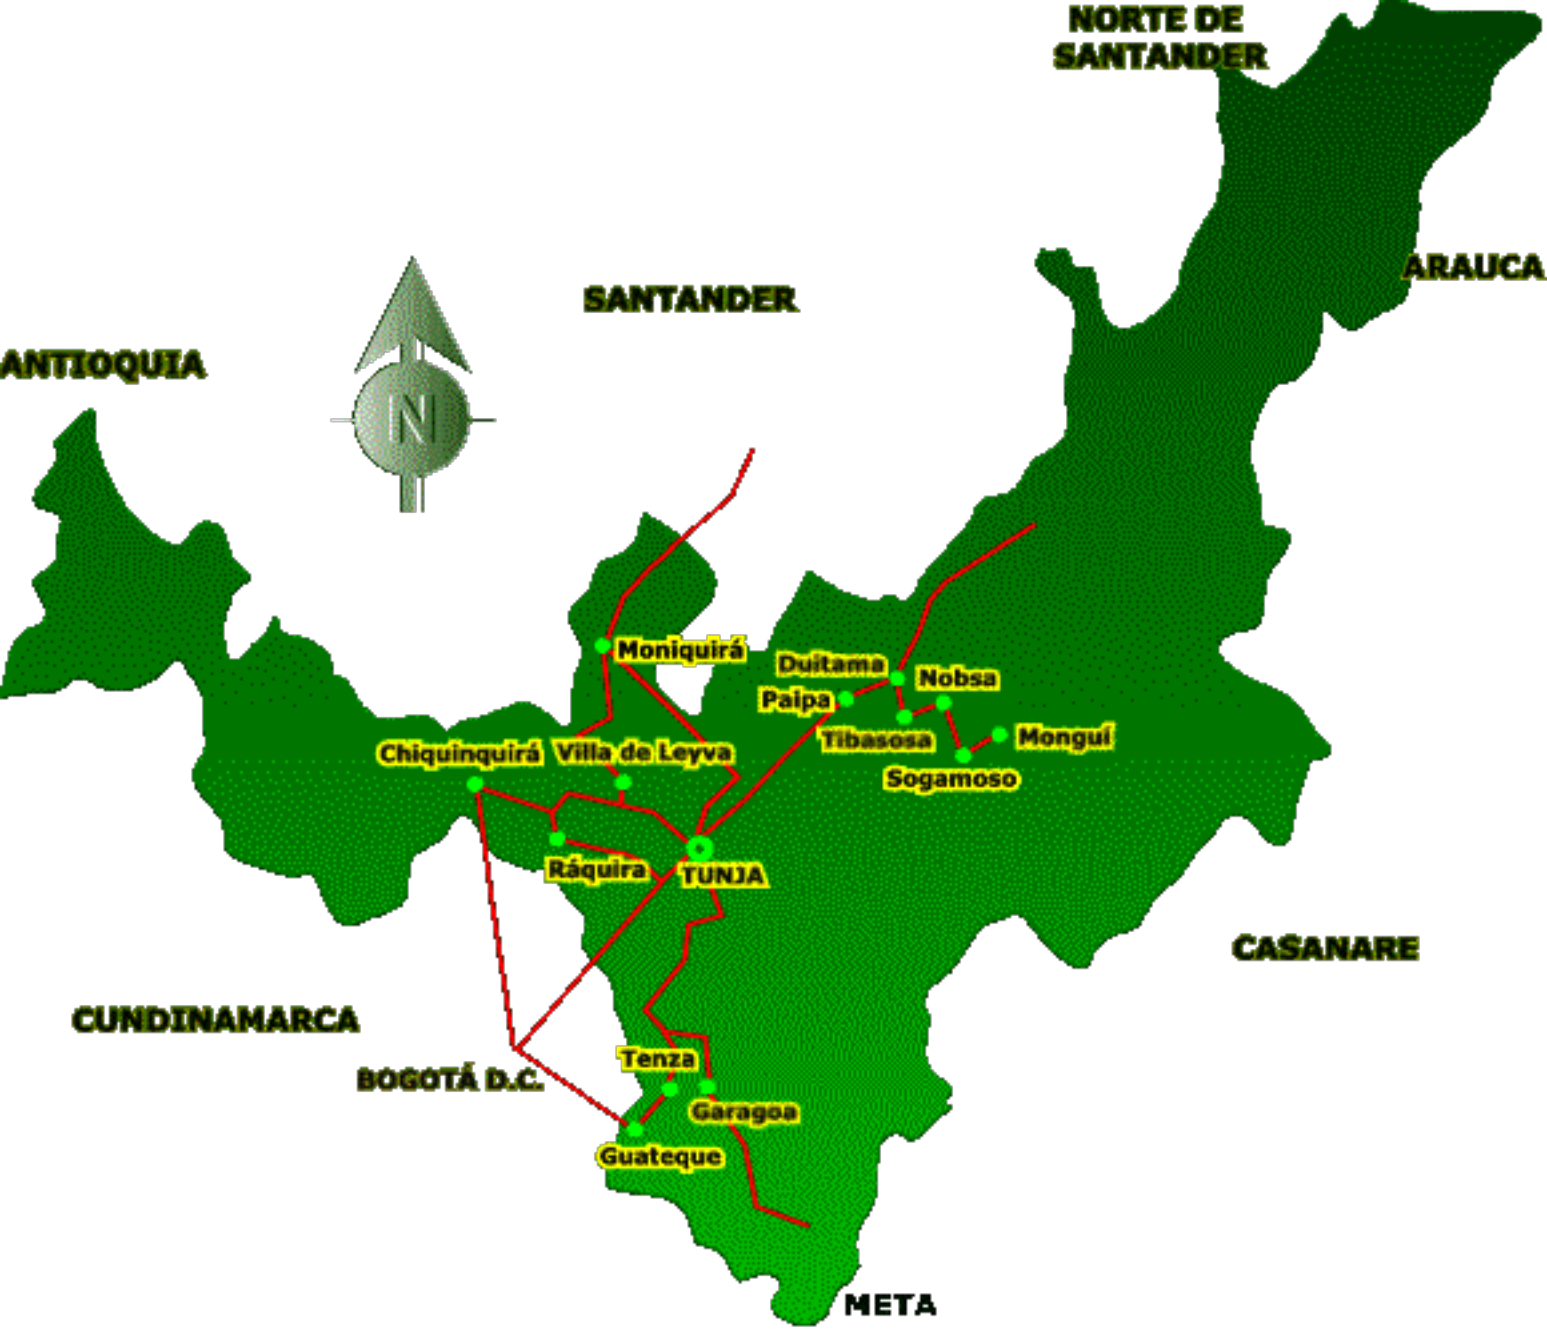 NORTE DE
SANTANDER
ARAUCA
SANTANDER
ANTIOQUIA
N
Moniquirá
Duitama
Nobsa
Paipa
Tibasosa
Monguí
Chiquinquirá
Villa de Leyva
Sogamoso
Ráquira
TUNJA
CASANARE
CUNDINAMARCA
Tenza
BOGOTÁ D.C.
Garagoa
Guateque
META